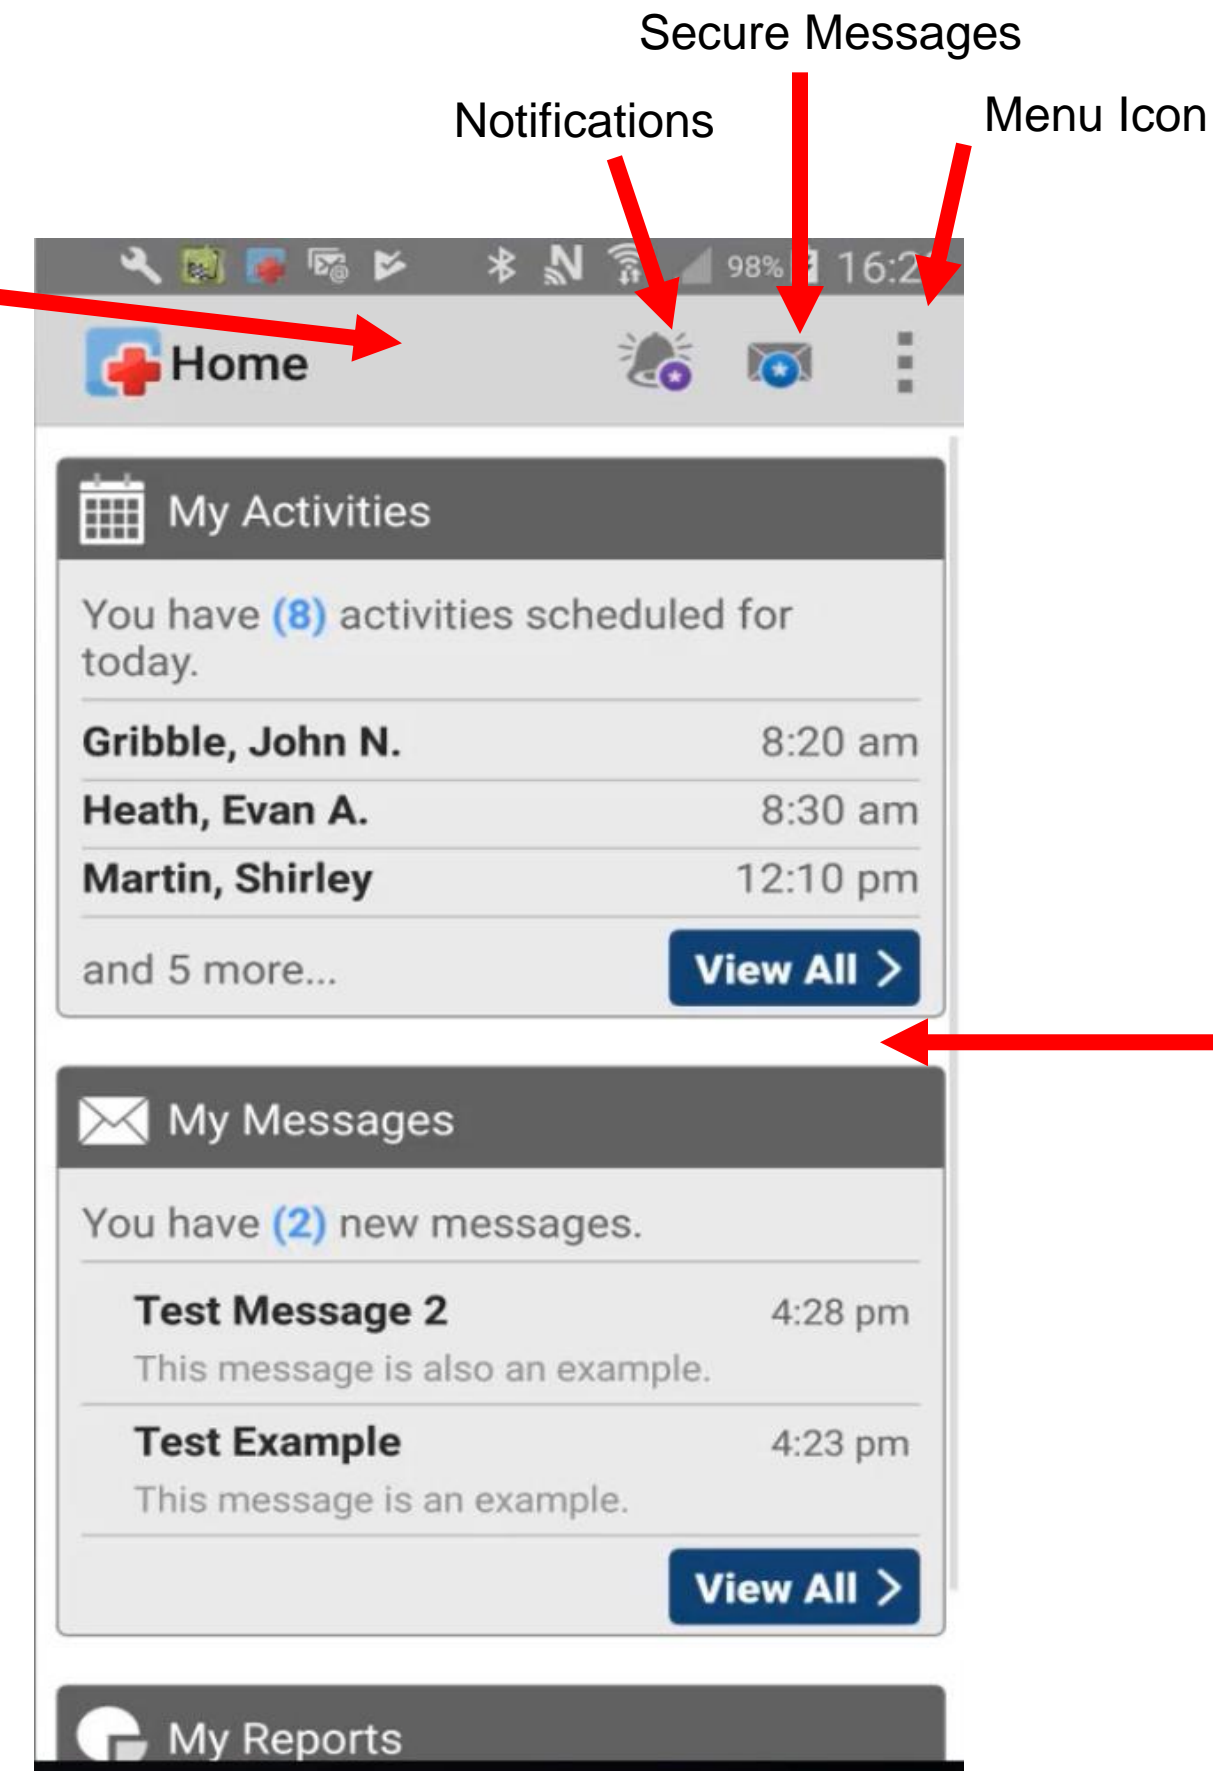 Secure Messages
Notifications
Menu Icon
98%
Home
My Activities
You have (8) activities scheduled for
today.
Gribble, John N. 8:20 am
Heath, Evan A. 8:30 am
Martin, Shirley 12:10 pm
and 5 more... View All
My Messages
You have (2) new messages.
Test Message 2 4:28 pm
This message is also an example.
Test Example 4:23 pm
This message is an example.
View All
My Reports